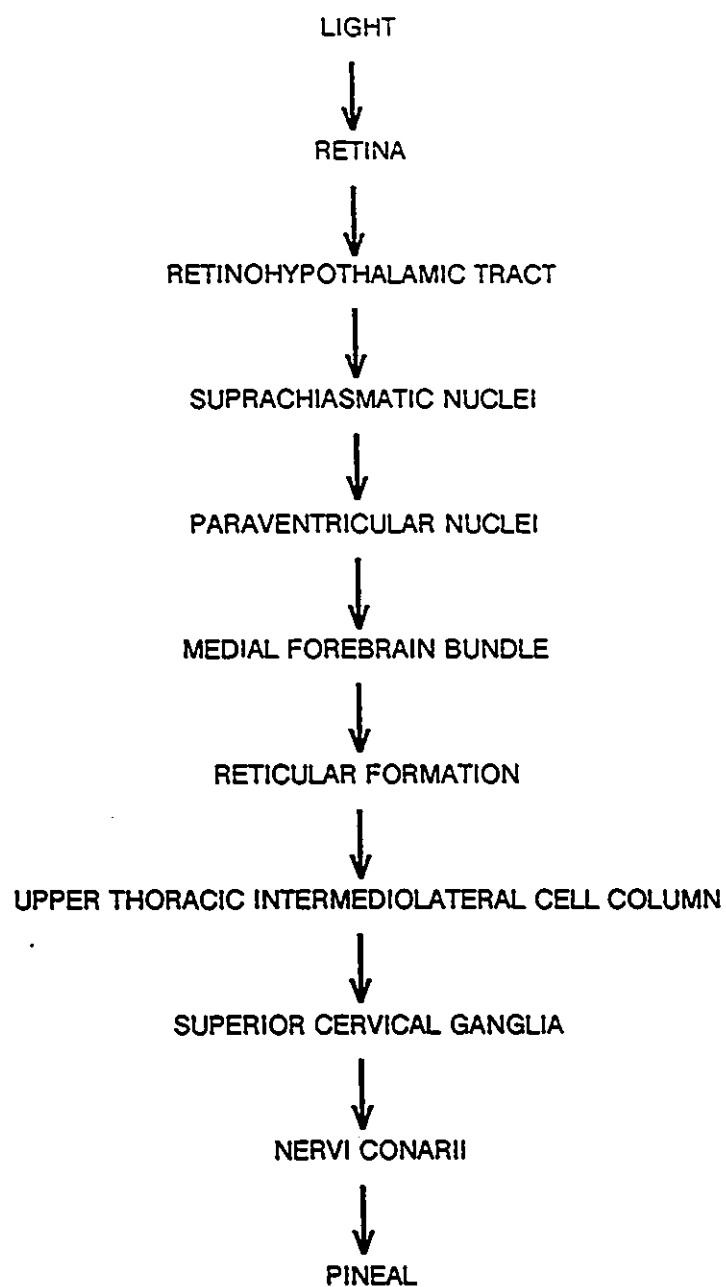 LIGHT
RETINA
RETINOHYPOTHALAMIC TRACT
SUPRACHIASMATIC NUCLEI
PARAVENTRICULAR NUCLEI
MEDIAL FOREBRAIN BUNDLE
RETICULAR FORMATION
UPPER THORACIC INTERMEDIOLATERAL CELL COLUMN
SUPERIOR CERVICAL GANGLIA
NERVI CONARII
PINEAL